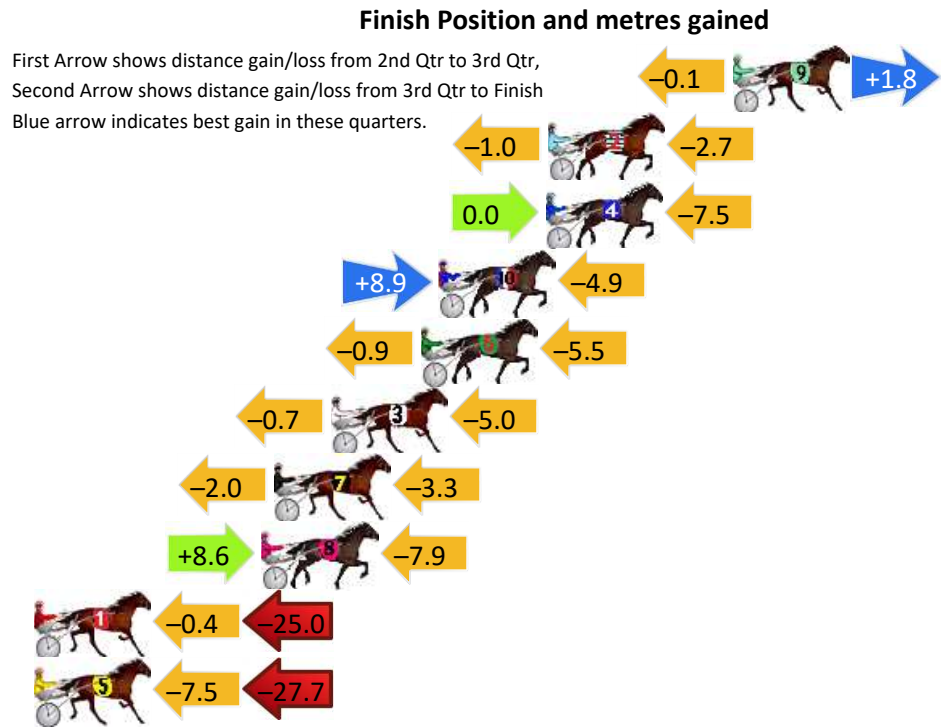 Finish Position and metres gained
First Arrow shows distance gain/loss from 2nd Qtr to 3rd Qtr,
Second Arrow shows distance gain/loss from 3rd Qtr to Finish
Blue arrow indicates best gain in these quarters.
–0.1 9 +1.8
–1.0 2 –2.7
0.0 4 –7.5
+8.9 10 –4.9
–0.9 –5.5
–0.7 3 –5.0
–2.0 7 –3.3
+8.6 8 –7.9
1 –0.4 –25.0
5 –7.5 –27.7